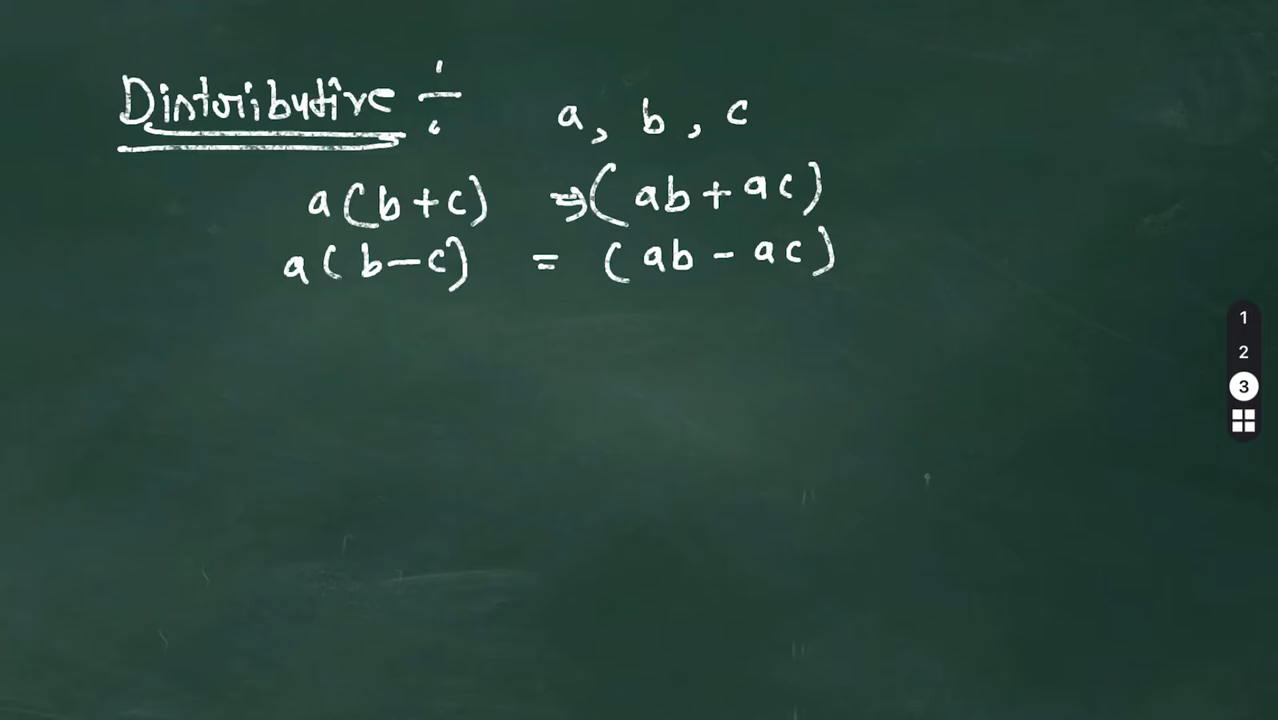 Distributive ÷
a, b, c
a(b+c) ⇒ (ab + ac)
a(b-c) = (ab - ac)
1
2
3